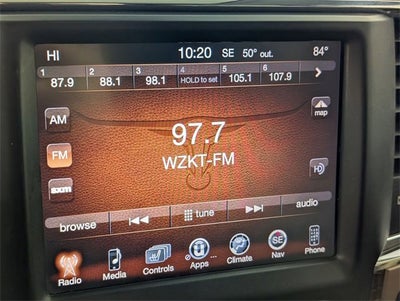 HI 10:20 SE 50° out. 84°
1 2 3 4 5 6
87.9 88.1 98.1 HOLD to set 105.1 107.9
AM
97.7
map
FM
WZKT-FM
HD
sxm
browse tune audio
Radio Media Controls Apps Climate SE Nav Phone